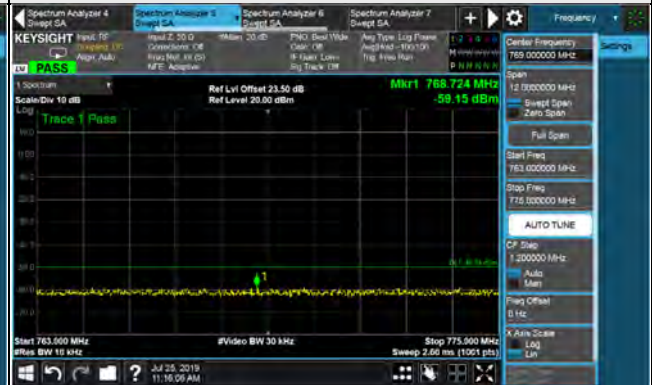 Spectrum Analyzer 4
Swept SA
Spectrum Analyzer 5
Swept SA
Spectrum Analyzer 6
Swept SA
Spectrum Analyzer 7
Swept SA
Frequency
KEYSIGHT Input: RF
Align: Auto
Input Z: 50 Ω
Corrections: Off
NFE: Adaptive
#Atten: 20 dB
PNO: Best Wide
Gate: Off
IF Gain: Low
Sig Track: Off
Avg Type: Log Power
Avg|Hold>100/100
Trig: Free Run
PASS
1 Spectrum
Scale/Div 10 dB
Log
Ref Lvl Offset 23.50 dB
Ref Level 20.00 dBm
Mkr1 768.724 MHz
-59.15 dBm
Trace 1 Pass
1
Start 763.000 MHz
#Res BW 10 kHz
#Video BW 30 kHz
Stop 775.000 MHz
Sweep 2.60 ms (1001 pts)
Jul 25, 2019
11:16:06 AM
Center Frequency
769.000000 MHz
Settings
Span
12.0000000 MHz
Swept Span
Zero Span
Full Span
Start Freq
763.000000 MHz
Stop Freq
775.000000 MHz
AUTO TUNE
CF Step
1.200000 MHz
Auto
Man
Freq Offset
0 Hz
X Axis Scale
Log
Lin